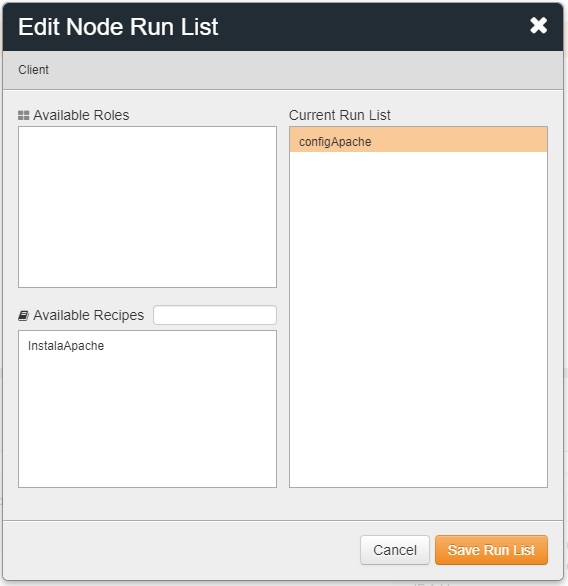 Edit Node Run List
Client
Available Roles
Current Run List
configApache
Available Recipes
InstalaApache
Cancel
Save Run List